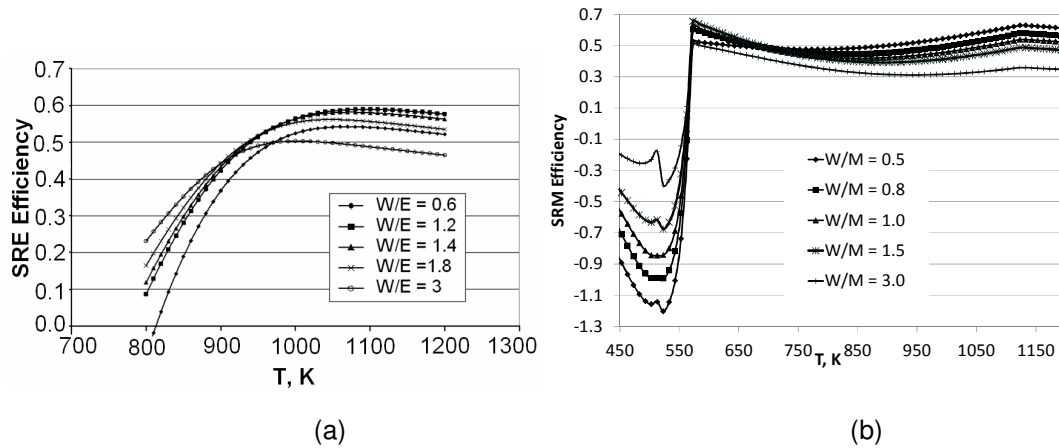 SRE Efficiency
0.7
0.6
0.5
0.4
0.3
0.2
0.1
0.0
700 800 900 1000 1100 1200 1300
T, K
W/E = 0.6
W/E = 1.2
W/E = 1.4
W/E =1.8
W/E = 3
(a)
SRM Efficiency
0.7
0.5
0.3
0.1
-0.1
-0.3
-0.5
-0.7
-0.9
-1.1
-1.3
450 550 650 750 850 950 1050 1150
T, K
W/M = 0.5
W/M = 0.8
W/M = 1.0
W/M = 1.5
W/M = 3.0
(b)